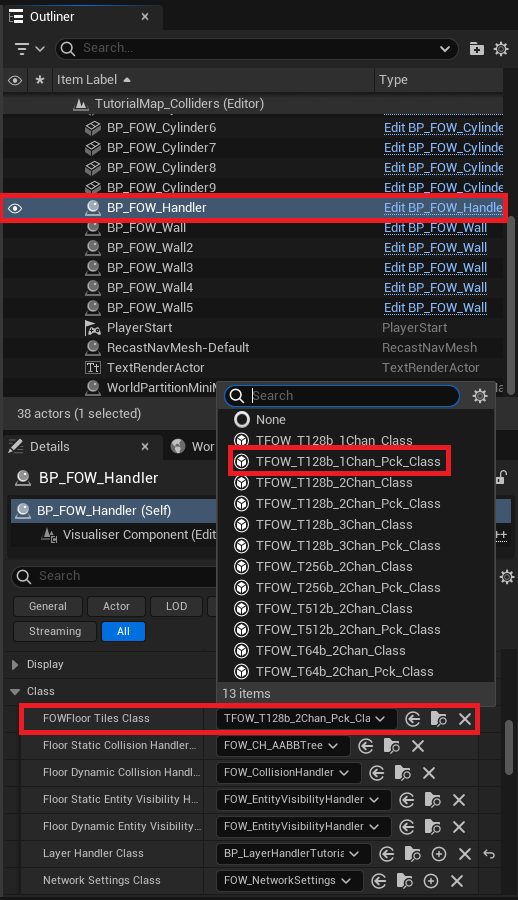 Outliner
Search...
Item Label Type
TutorialMap_Colliders (Editor)
BP_FOW_Cylinder6 Edit BP_FOW_Cylinde
BP_FOW_Cylinder7 Edit BP_FOW_Cylinde
BP_FOW_Cylinder8 Edit BP_FOW_Cylinde
BP_FOW_Cylinder9 Edit BP_FOW_Cylinde
BP_FOW_Handler Edit BP_FOW_Handle
BP_FOW_Wall Edit BP_FOW_Wall
BP_FOW_Wall2 Edit BP_FOW_Wall
BP_FOW_Wall3 Edit BP_FOW_Wall
BP_FOW_Wall4 Edit BP_FOW_Wall
BP_FOW_Wall5 Edit BP_FOW_Wall
PlayerStart PlayerStart
RecastNavMesh-Default RecastNavMesh
TextRenderActor TextRenderActor
WorldPartitionMiniM
38 actors (1 selected)
Search
None
TFOW_T128b_1Chan_Class
TFOW_T128b_1Chan_Pck_Class
TFOW_T128b_2Chan_Class
TFOW_T128b_2Chan_Pck_Class
TFOW_T128b_3Chan_Class
TFOW_T128b_3Chan_Pck_Class
TFOW_T256b_2Chan_Class
TFOW_T256b_2Chan_Pck_Class
TFOW_T512b_2Chan_Class
TFOW_T512b_2Chan_Pck_Class
TFOW_T64b_2Chan_Class
TFOW_T64b_2Chan_Pck_Class
13 items
Details Wor
BP_FOW_Handler
BP_FOW_Handler (Self)
Visualiser Component (Edit
Search
General Actor LOD
Streaming All
Display
Class
FOWFloor Tiles Class TFOW_T128b_2Chan_Pck_Cla
Floor Static Collision Handler... FOW_CH_AABBTree
Floor Dynamic Collision Handl... FOW_CollisionHandler
Floor Static Entity Visibility H... FOW_EntityVisibilityHandler
Floor Dynamic Entity Visibility... FOW_EntityVisibilityHandler
Layer Handler Class BP_LayerHandlerTutoria
Network Settings Class FOW_NetworkSettings